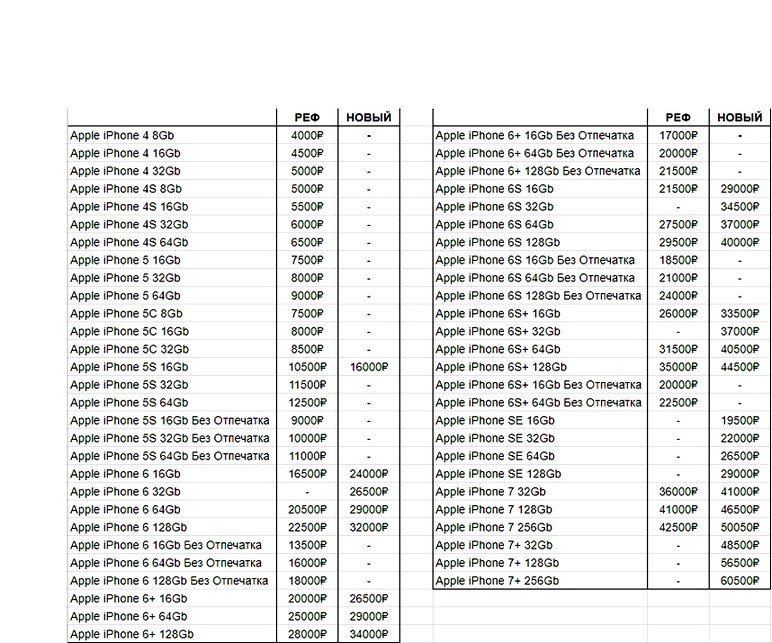 РЕФ НОВЫЙ
Apple iPhone 4 8Gb 4000₽ -
Apple iPhone 4 16Gb 4500₽ -
Apple iPhone 4 32Gb 5000₽ -
Apple iPhone 4S 8Gb 5000₽ -
Apple iPhone 4S 16Gb 5500₽ -
Apple iPhone 4S 32Gb 6000₽ -
Apple iPhone 4S 64Gb 6500₽ -
Apple iPhone 5 16Gb 7500₽ -
Apple iPhone 5 32Gb 8000₽ -
Apple iPhone 5 64Gb 9000₽ -
Apple iPhone 5C 8Gb 7500₽ -
Apple iPhone 5C 16Gb 8000₽ -
Apple iPhone 5C 32Gb 8500₽ -
Apple iPhone 5S 16Gb 10500₽ 16000₽
Apple iPhone 5S 32Gb 11500₽ -
Apple iPhone 5S 64Gb 12500₽ -
Apple iPhone 5S 16Gb Без Отпечатка 9000₽ -
Apple iPhone 5S 32Gb Без Отпечатка 10000₽ -
Apple iPhone 5S 64Gb Без Отпечатка 11000₽ -
Apple iPhone 6 16Gb 16500₽ 24000₽
Apple iPhone 6 32Gb - 26500₽
Apple iPhone 6 64Gb 20500₽ 29000₽
Apple iPhone 6 128Gb 22500₽ 32000₽
Apple iPhone 6 16Gb Без Отпечатка 13500₽ -
Apple iPhone 6 64Gb Без Отпечатка 16000₽ -
Apple iPhone 6 128Gb Без Отпечатка 18000₽ -
Apple iPhone 6+ 16Gb 20000₽ 26500₽
Apple iPhone 6+ 64Gb 25000₽ 29000₽
Apple iPhone 6+ 128Gb 28000₽ 34000₽
РЕФ НОВЫЙ
Apple iPhone 6+ 16Gb Без Отпечатка 17000₽ -
Apple iPhone 6+ 64Gb Без Отпечатка 20000₽ -
Apple iPhone 6+ 128Gb Без Отпечатка 21500₽ -
Apple iPhone 6S 16Gb 21500₽ 29000₽
Apple iPhone 6S 32Gb - 34500₽
Apple iPhone 6S 64Gb 27500₽ 37000₽
Apple iPhone 6S 128Gb 29500₽ 40000₽
Apple iPhone 6S 16Gb Без Отпечатка 18500₽ -
Apple iPhone 6S 64Gb Без Отпечатка 21000₽ -
Apple iPhone 6S 128Gb Без Отпечатка 24000₽ -
Apple iPhone 6S+ 16Gb 26000₽ 33500₽
Apple iPhone 6S+ 32Gb - 37000₽
Apple iPhone 6S+ 64Gb 31500₽ 40500₽
Apple iPhone 6S+ 128Gb 35000₽ 44500₽
Apple iPhone 6S+ 16Gb Без Отпечатка 20000₽ -
Apple iPhone 6S+ 64Gb Без Отпечатка 22500₽ -
Apple iPhone SE 16Gb - 19500₽
Apple iPhone SE 32Gb - 22000₽
Apple iPhone SE 64Gb - 26500₽
Apple iPhone SE 128Gb - 29000₽
Apple iPhone 7 32Gb 36000₽ 41000₽
Apple iPhone 7 128Gb 41000₽ 46500₽
Apple iPhone 7 256Gb 42500₽ 50050₽
Apple iPhone 7+ 32Gb - 48500₽
Apple iPhone 7+ 128Gb - 56500₽
Apple iPhone 7+ 256Gb - 60500₽